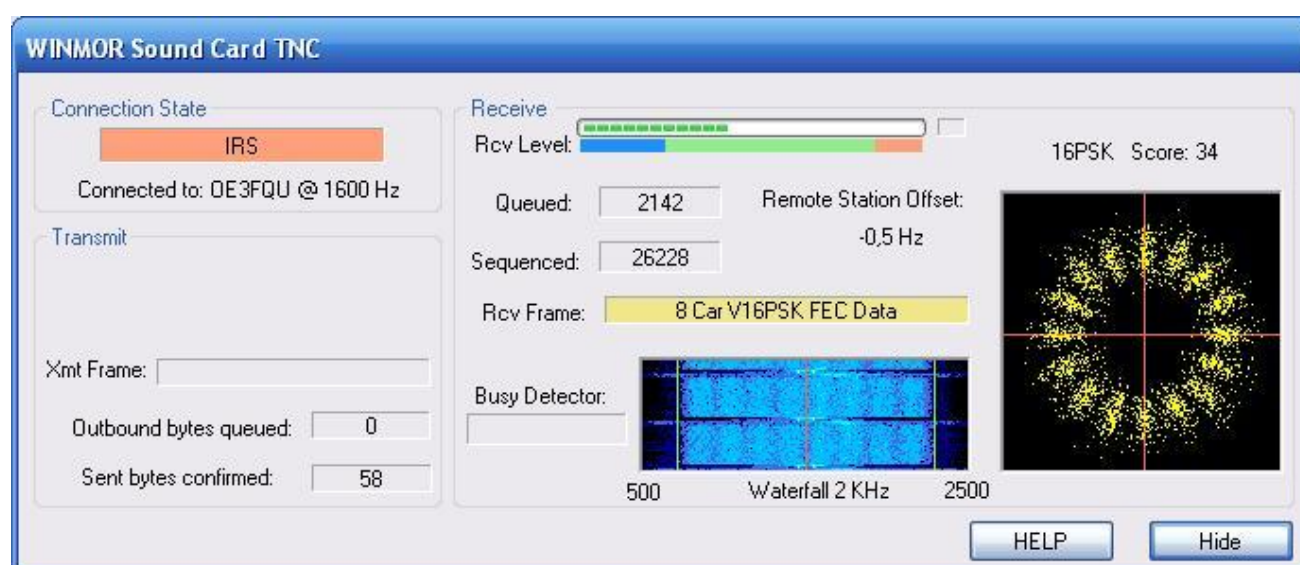 WINMOR Sound Card TNC
Connection State
IRS
Connected to: OE3FQU @ 1600 Hz
Transmit
Xmt Frame:
Outbound bytes queued: 0
Sent bytes confirmed: 58
Receive
Rcv Level:
Queued: 2142
Remote Station Offset:
-0,5 Hz
Sequenced: 26228
Rcv Frame: 8 Car V16PSK FEC Data
Busy Detector:
500 Waterfall 2 KHz 2500
16PSK Score: 34
HELP
Hide